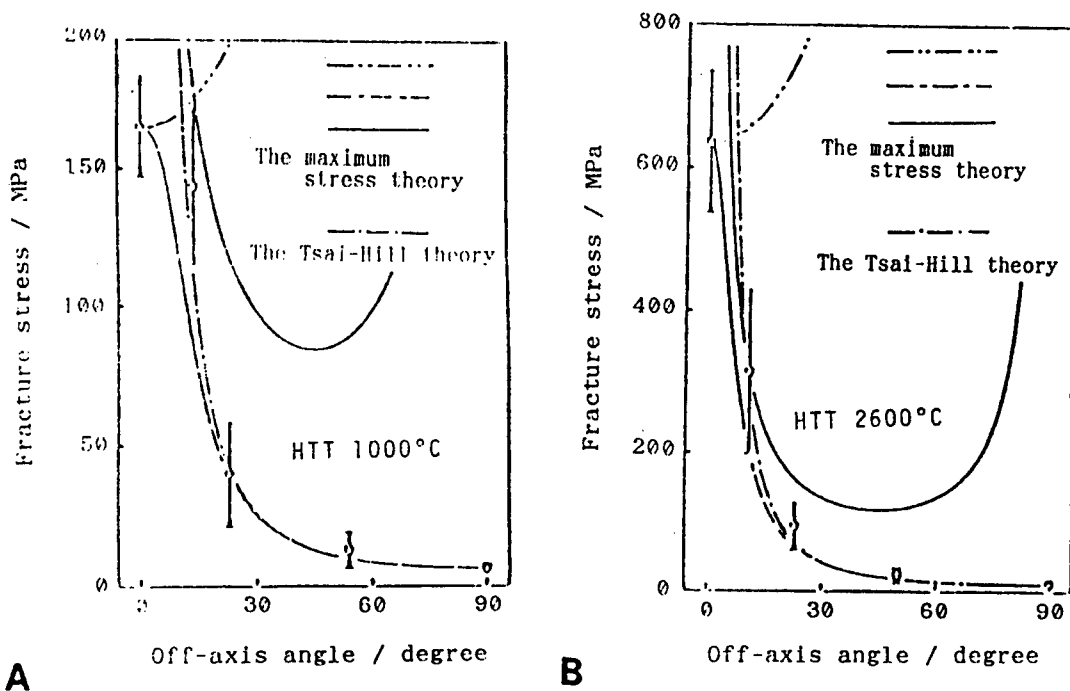 Fracture stress / MPa
200
150
100
50
0
The maximum
stress theory
The Tsai-Hill theory
HTT 1000°C
0 30 60 90
Off-axis angle / degree
A
Fracture stress / MPa
800
600
400
200
0
The maximum
stress theory
The Tsai-Hill theory
HTT 2600°C
0 30 60 90
Off-axis angle / degree
B